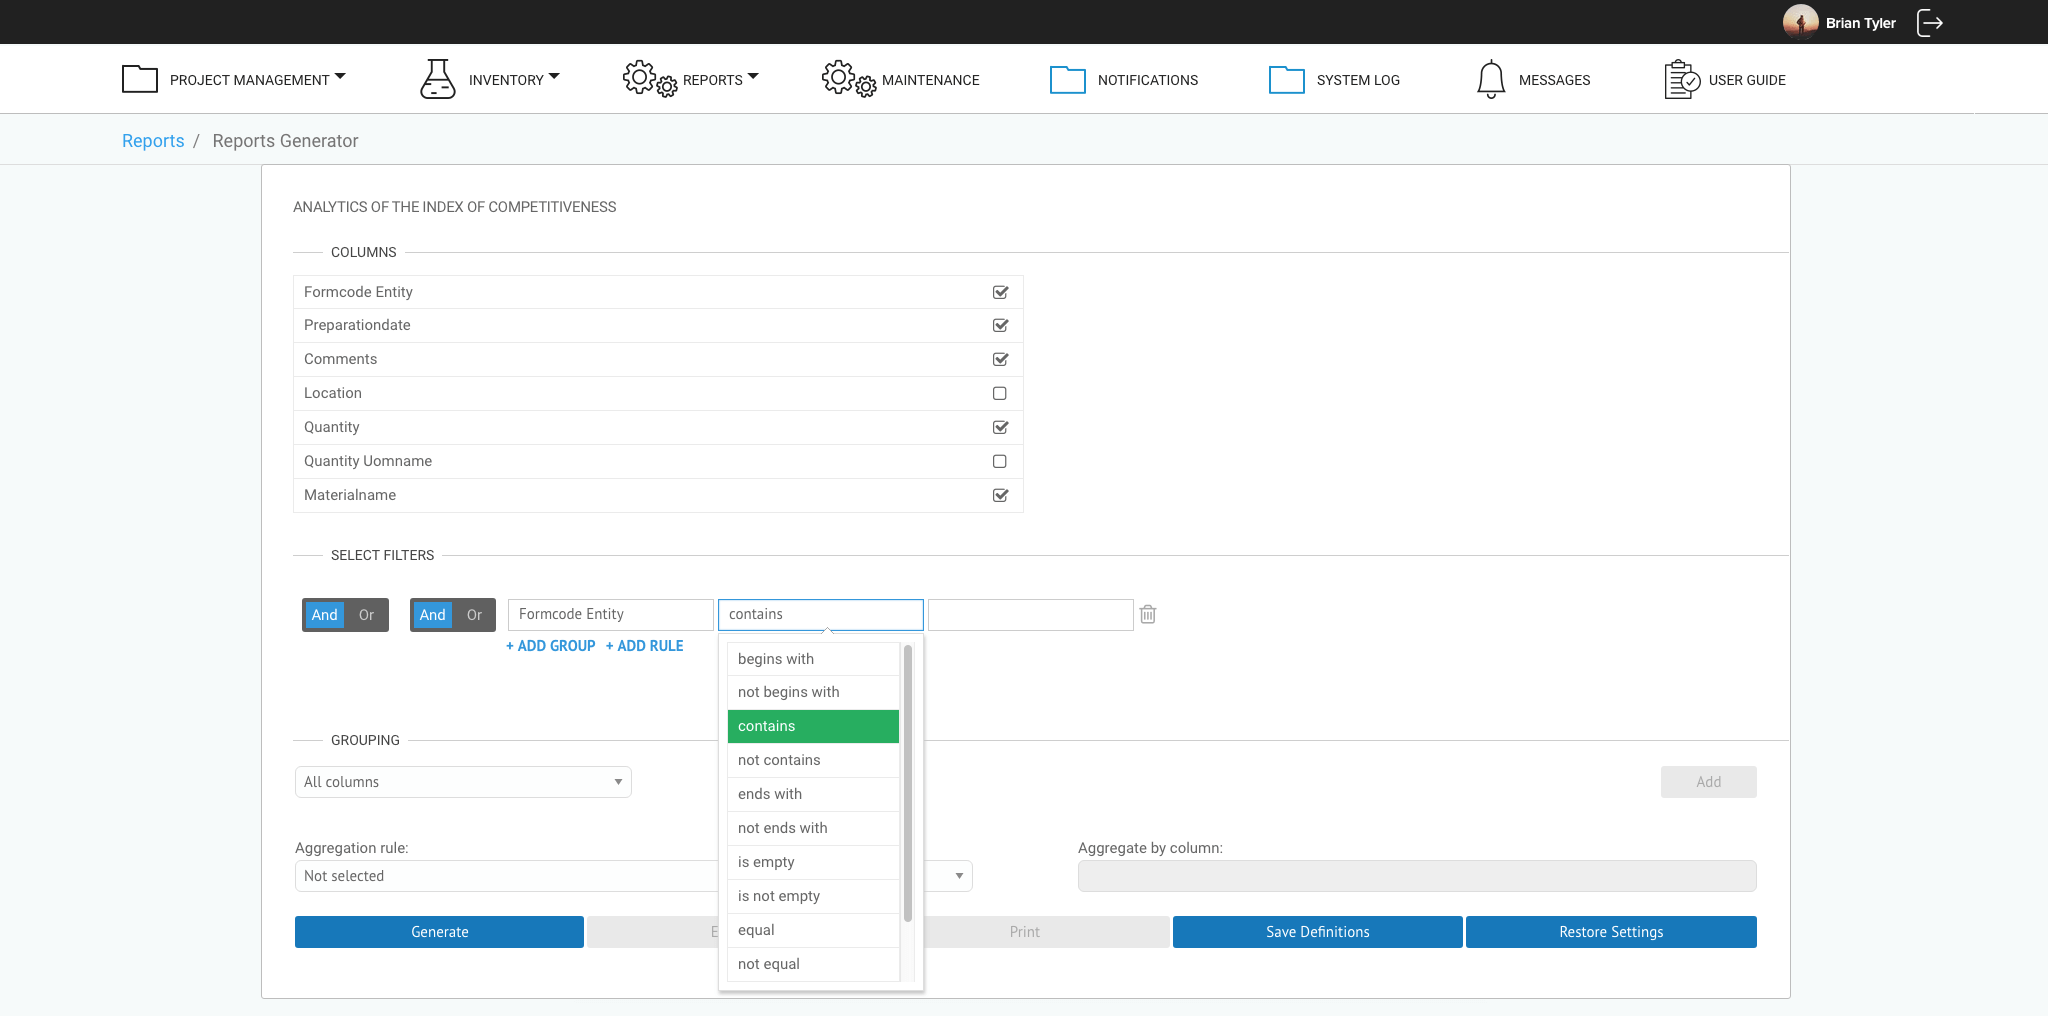 Brian Tyler
PROJECT MANAGEMENT INVENTORY REPORTS MAINTENANCE NOTIFICATIONS SYSTEM LOG MESSAGES USER GUIDE
Reports / Reports Generator
ANALYTICS OF THE INDEX OF COMPETITIVENESS
COLUMNS
Formcode Entity
Preparationdate
Comments
Location
Quantity
Quantity Uomname
Materialname
SELECT FILTERS
And Or And Or Formcode Entity contains
+ ADD GROUP + ADD RULE
begins with
not begins with
contains
not contains
ends with
not ends with
is empty
is not empty
equal
not equal
GROUPING
All columns Add
Aggregation rule: Aggregate by column:
Not selected
Generate Print Save Definitions Restore Settings